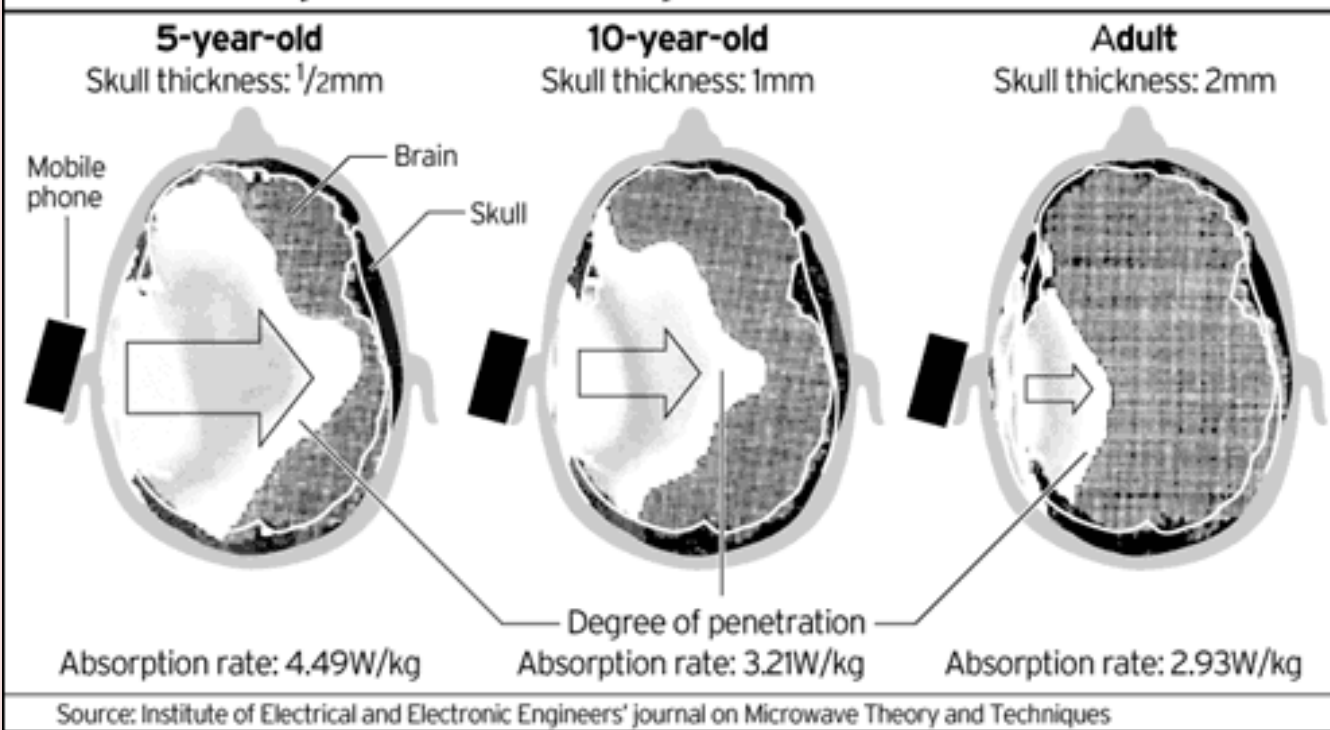 5-year-old
Skull thickness: 1/2mm
10-year-old
Skull thickness: 1mm
Adult
Skull thickness: 2mm
Mobile
phone
Brain
Skull
Degree of penetration
Absorption rate: 4.49W/kg
Absorption rate: 3.21W/kg
Absorption rate: 2.93W/kg
Source: Institute of Electrical and Electronic Engineers' journal on Microwave Theory and Techniques